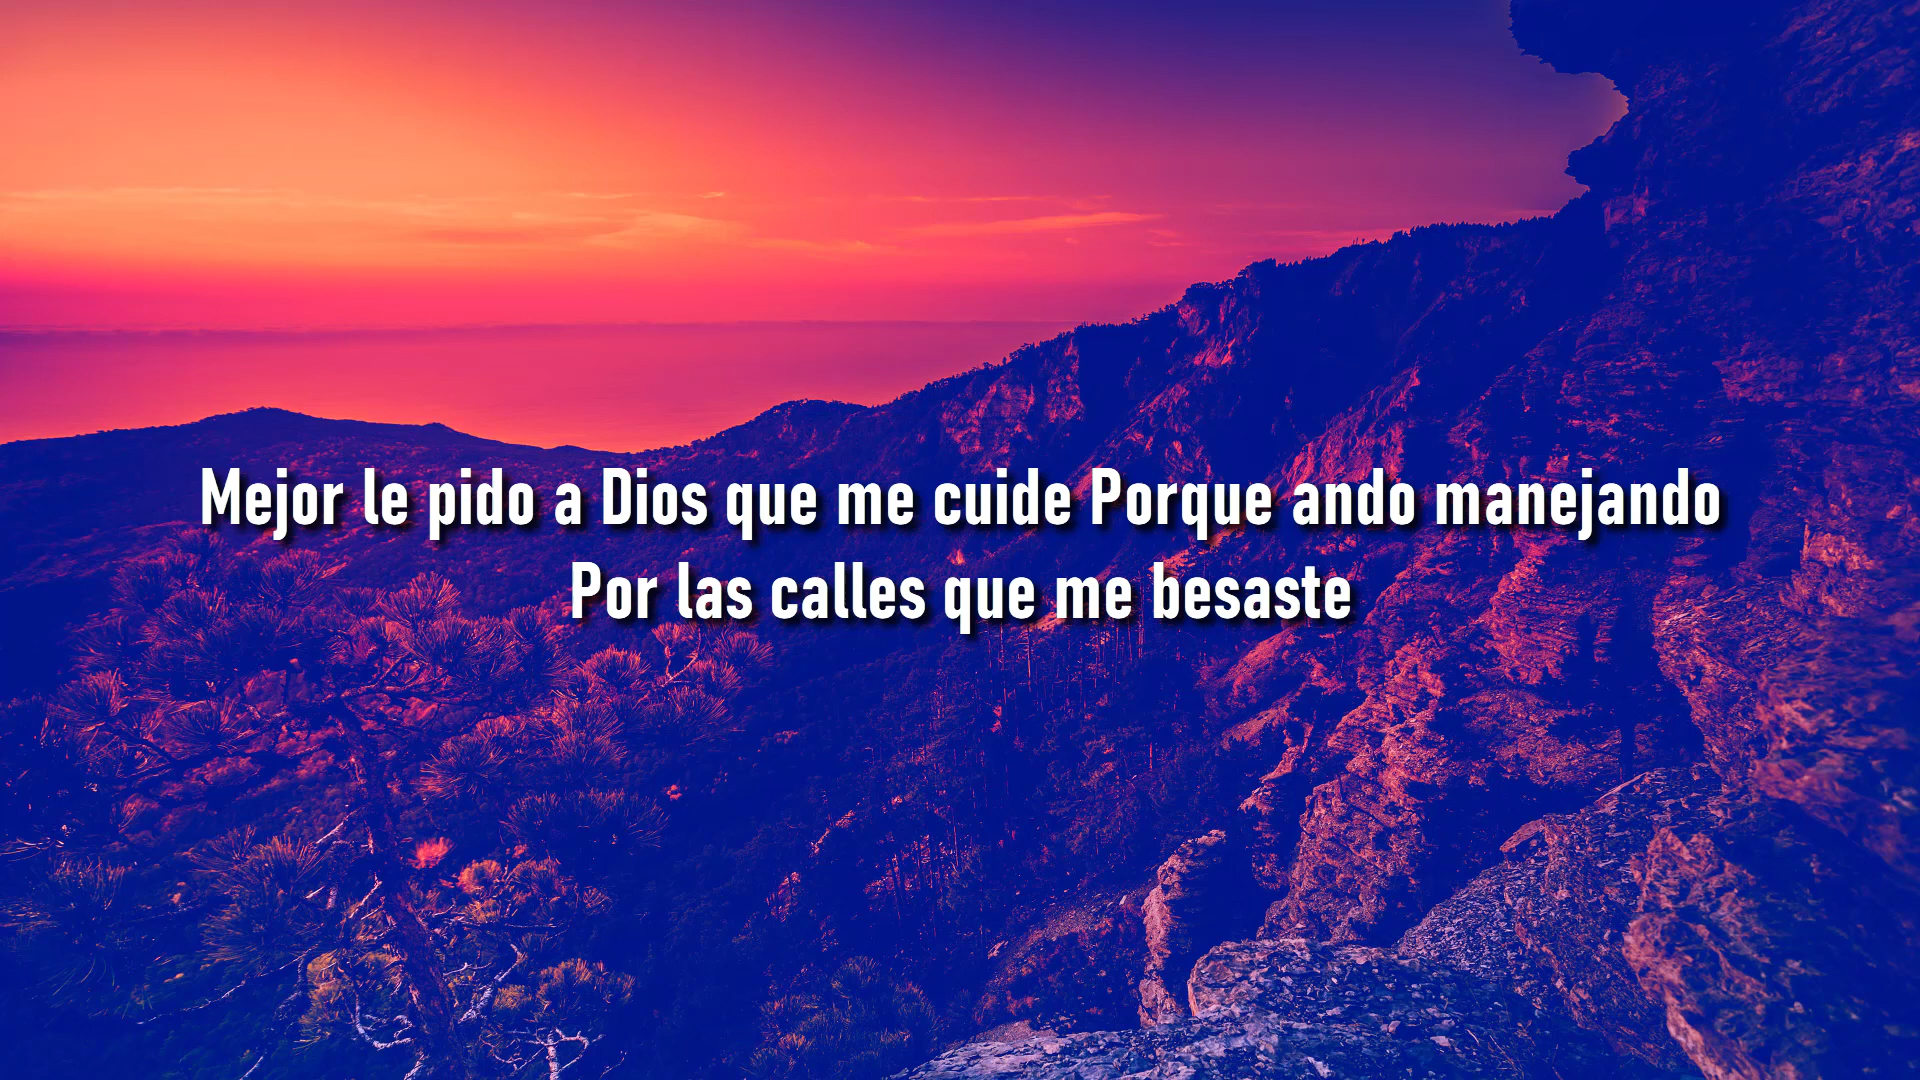 Mejor le pido a Dios que me cuide Porque ando manejando
Por las calles que me besaste